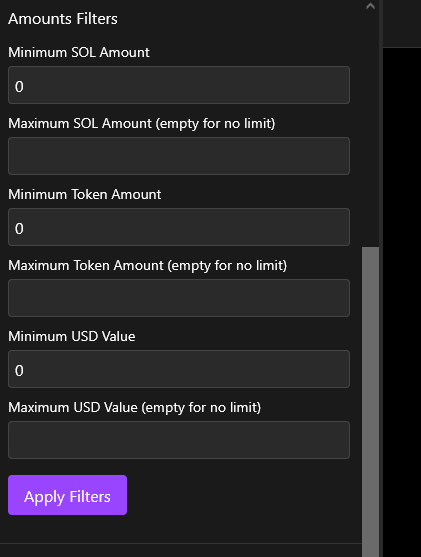 Amounts Filters
Minimum SOL Amount
0
Maximum SOL Amount (empty for no limit)
Minimum Token Amount
0
Maximum Token Amount (empty for no limit)
Minimum USD Value
0
Maximum USD Value (empty for no limit)
Apply Filters